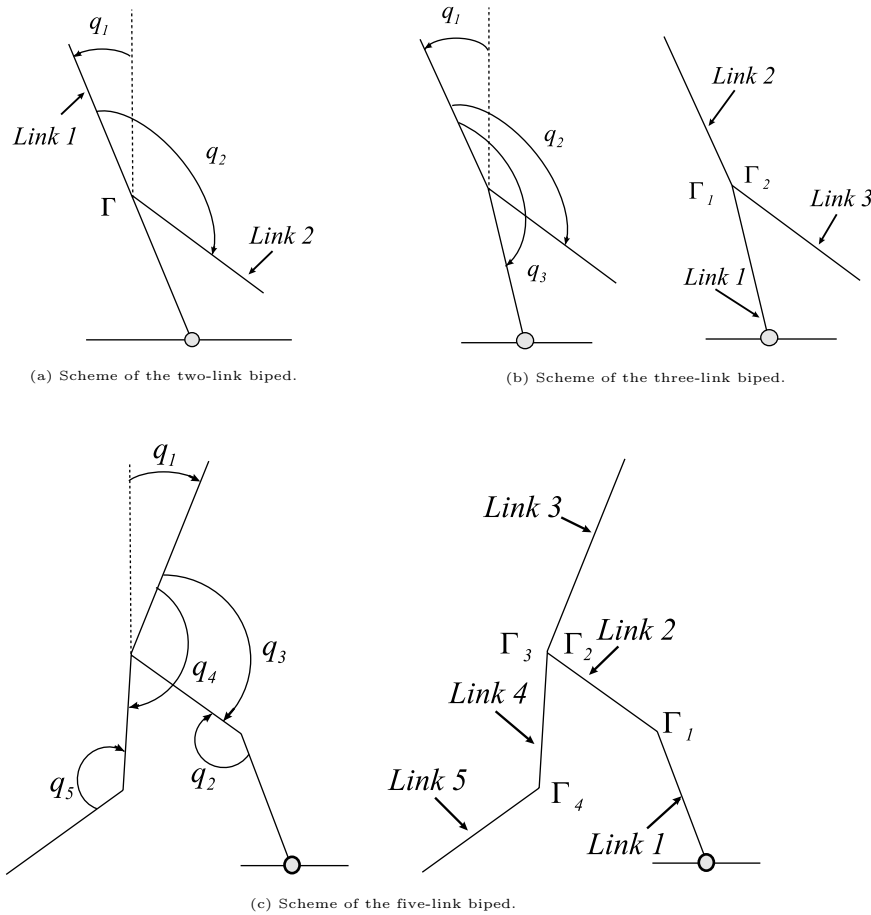 q1
Link 1
q2
Γ
Link 2
(a) Scheme of the two-link biped.
q1
q2
q3
Link 2
Γ1 Γ2
Link 3
Link 1
(b) Scheme of the three-link biped.
q1
q3
q4
q2
q5
Link 3
Γ3 Γ2 Link 2
Link 4
Γ1
Link 5
Γ4
Link 1
(c) Scheme of the five-link biped.